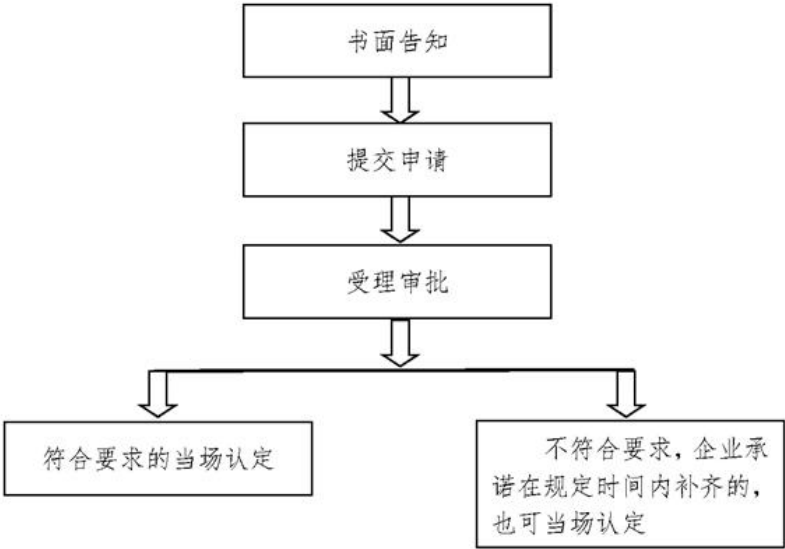 书面告知
提交申请
受理审批
符合要求的当场认定
不符合要求，企业承
诺在规定时间内补齐的，
也可当场认定